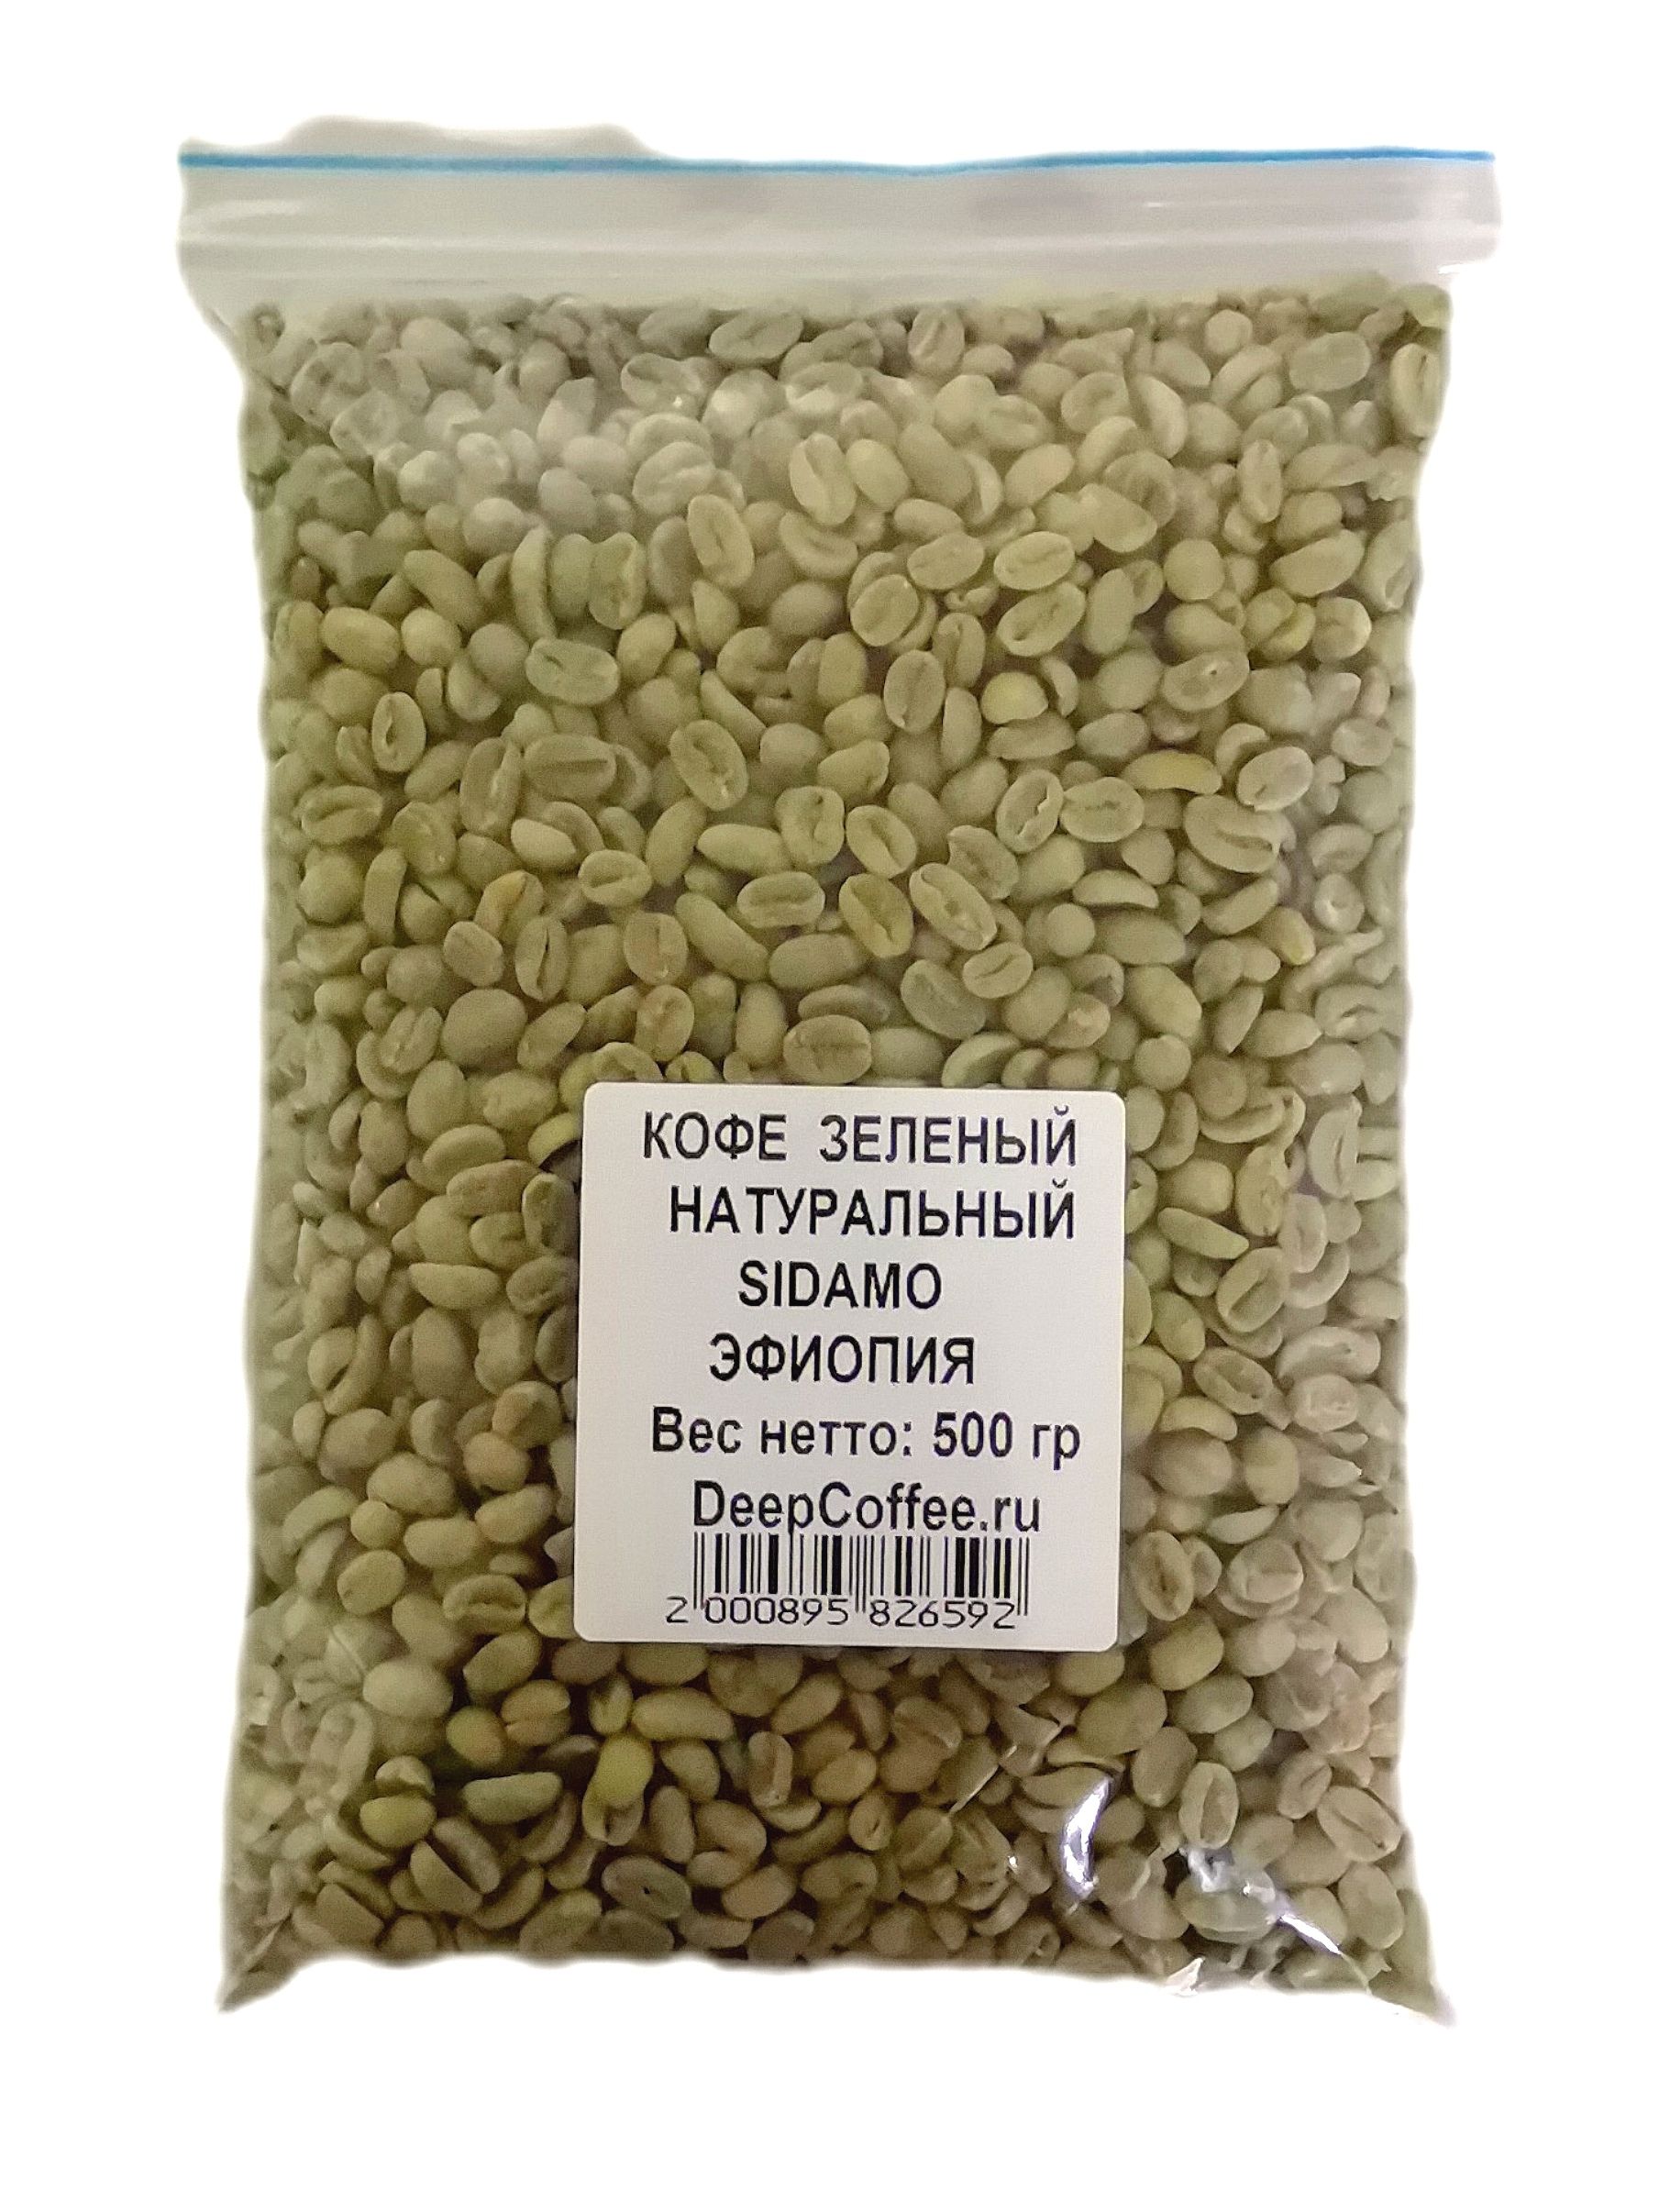 КОФЕ ЗЕЛЕНЫЙ
НАТУРАЛЬНЫЙ
SIDAMO
ЭФИОПИЯ
Вес нетто: 500 гр
DeepCoffee.ru
2 000895 826592